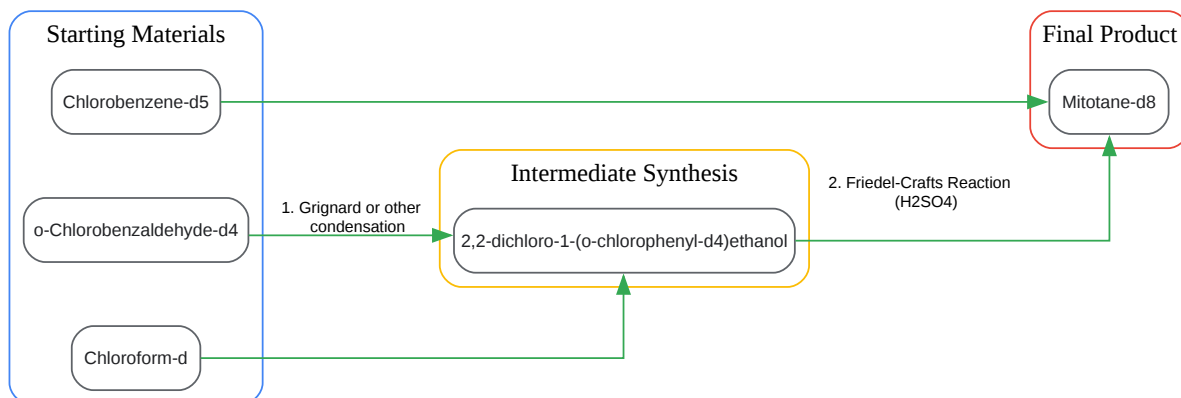 Starting Materials
Final Product
Chlorobenzene-d5
Mitotane-d8
Intermediate Synthesis
2. Friedel-Crafts Reaction
(H2SO4)
1. Grignard or other
condensation
o-Chlorobenzaldehyde-d4
2,2-dichloro-1-(o-chlorophenyl-d4)ethanol
Chloroform-d